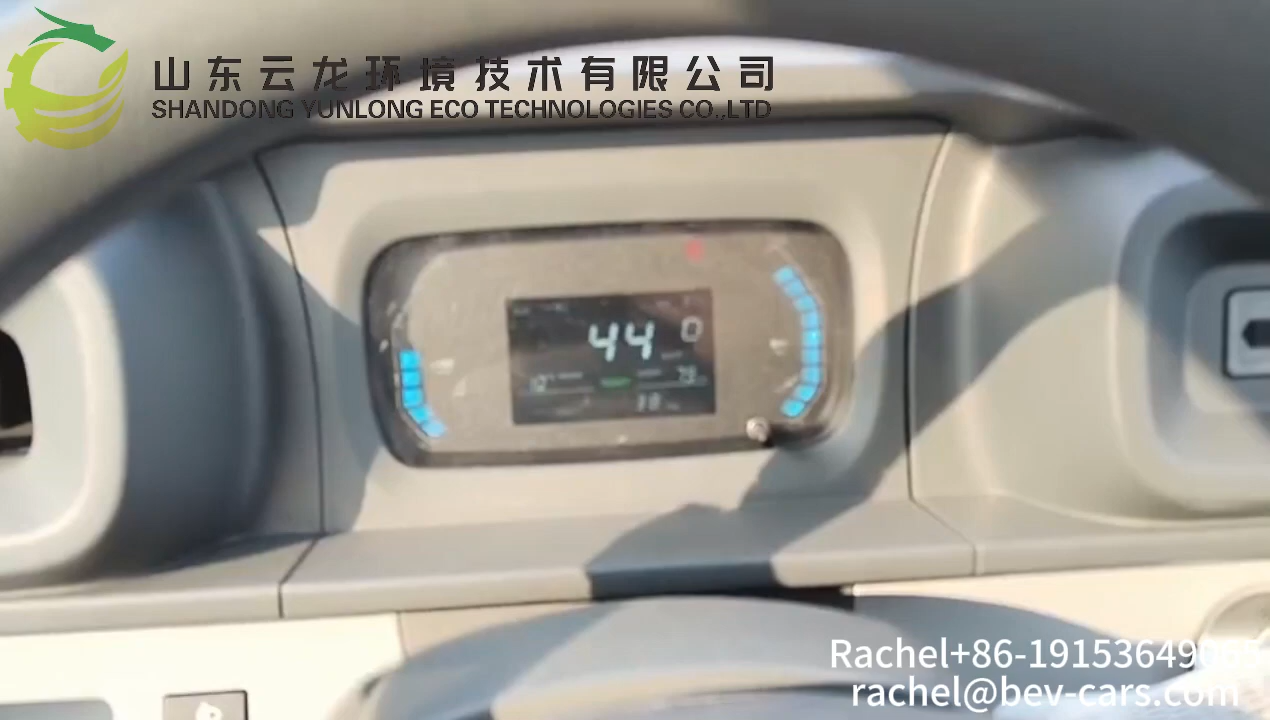 山东云龙环境技术有限公司
SHANDONG YUNLONG ECO TECHNOLOGIES CO.,LTD
44
D
Rachel+86-19153649065
rachel@bev-cars.com